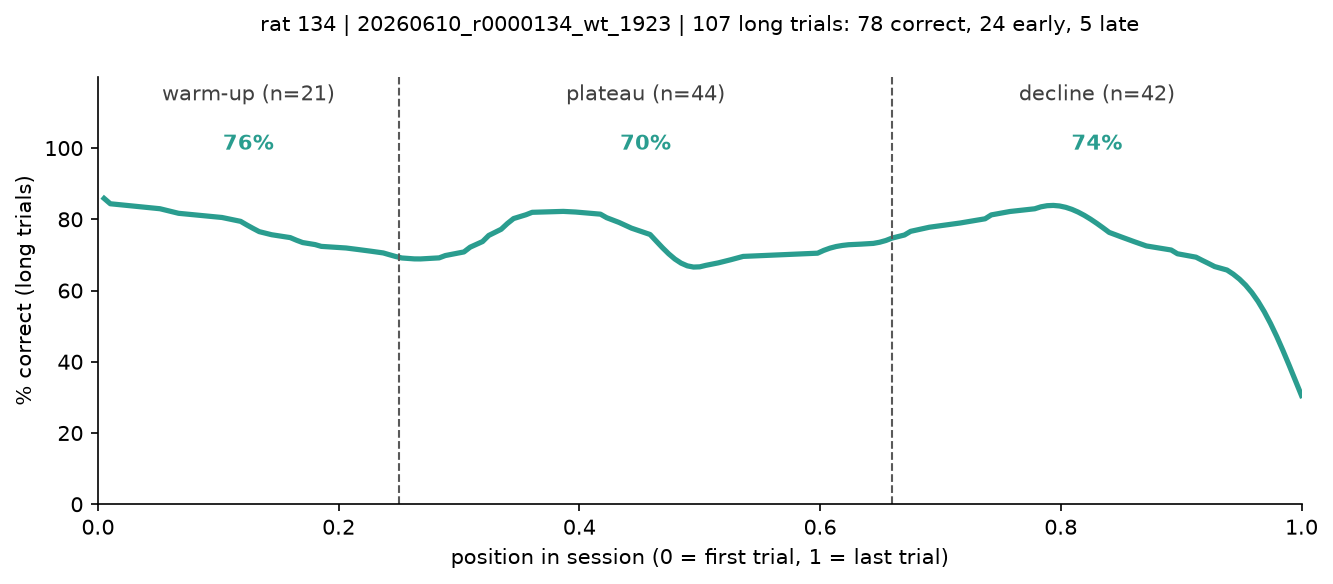 rat 134 | 20260610_r0000134_wt_1923 | 107 long trials: 78 correct, 24 early, 5 late
warm-up (n=21)
plateau (n=44)
decline (n=42)
76%
70%
74%
% correct (long trials)
100
80
60
40
20
0
0.0
0.2
0.4
0.6
0.8
1.0
position in session (0 = first trial, 1 = last trial)